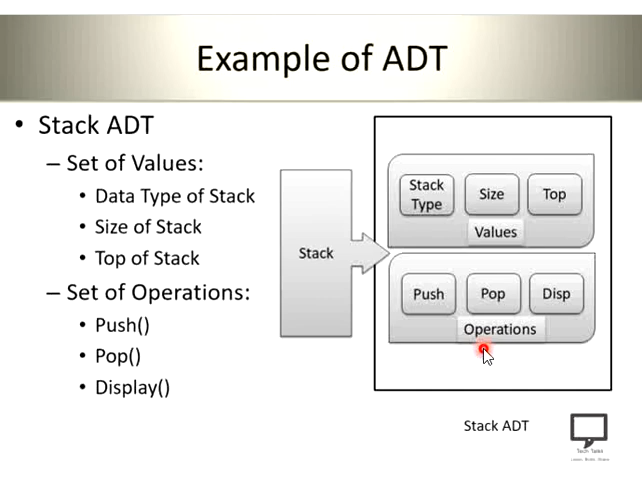 Example of ADT
• Stack ADT
– Set of Values:
• Data Type of Stack
• Size of Stack
• Top of Stack
– Set of Operations:
• Push()
• Pop()
• Display()
Stack
Stack
Type
Size
Top
Values
Push
Pop
Disp
Operations
Stack ADT
Tech Talks